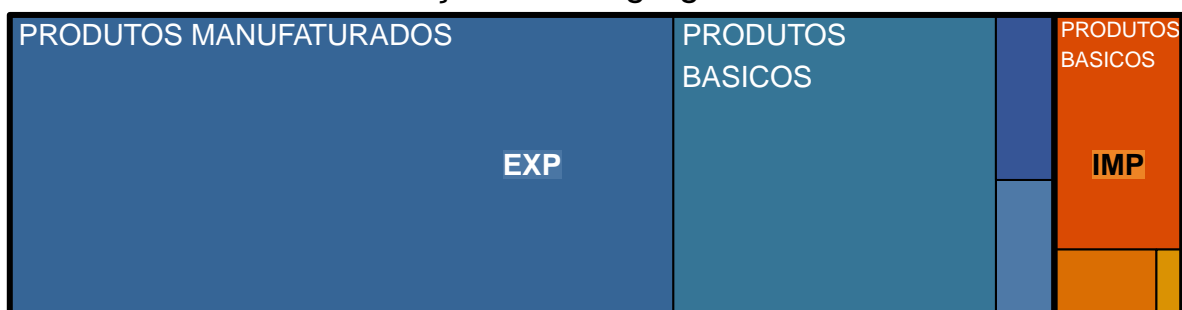 PRODUTOS MANUFATURADOS
PRODUTOS
BASICOS
EXP
PRODUTOS
BASICOS
IMP